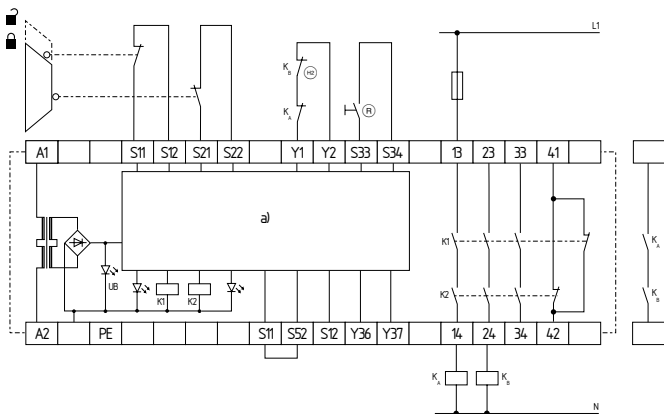 L1
K_B H2
K_A R
A1 S11 S12 S21 S22 Y1 Y2 S33 S34 13 23 33 41
a)
K1 K_A
UB K1 K2 K2 K_B
A2 PE S11 S52 S12 Y36 Y37 14 24 34 42
K_A K_B
N